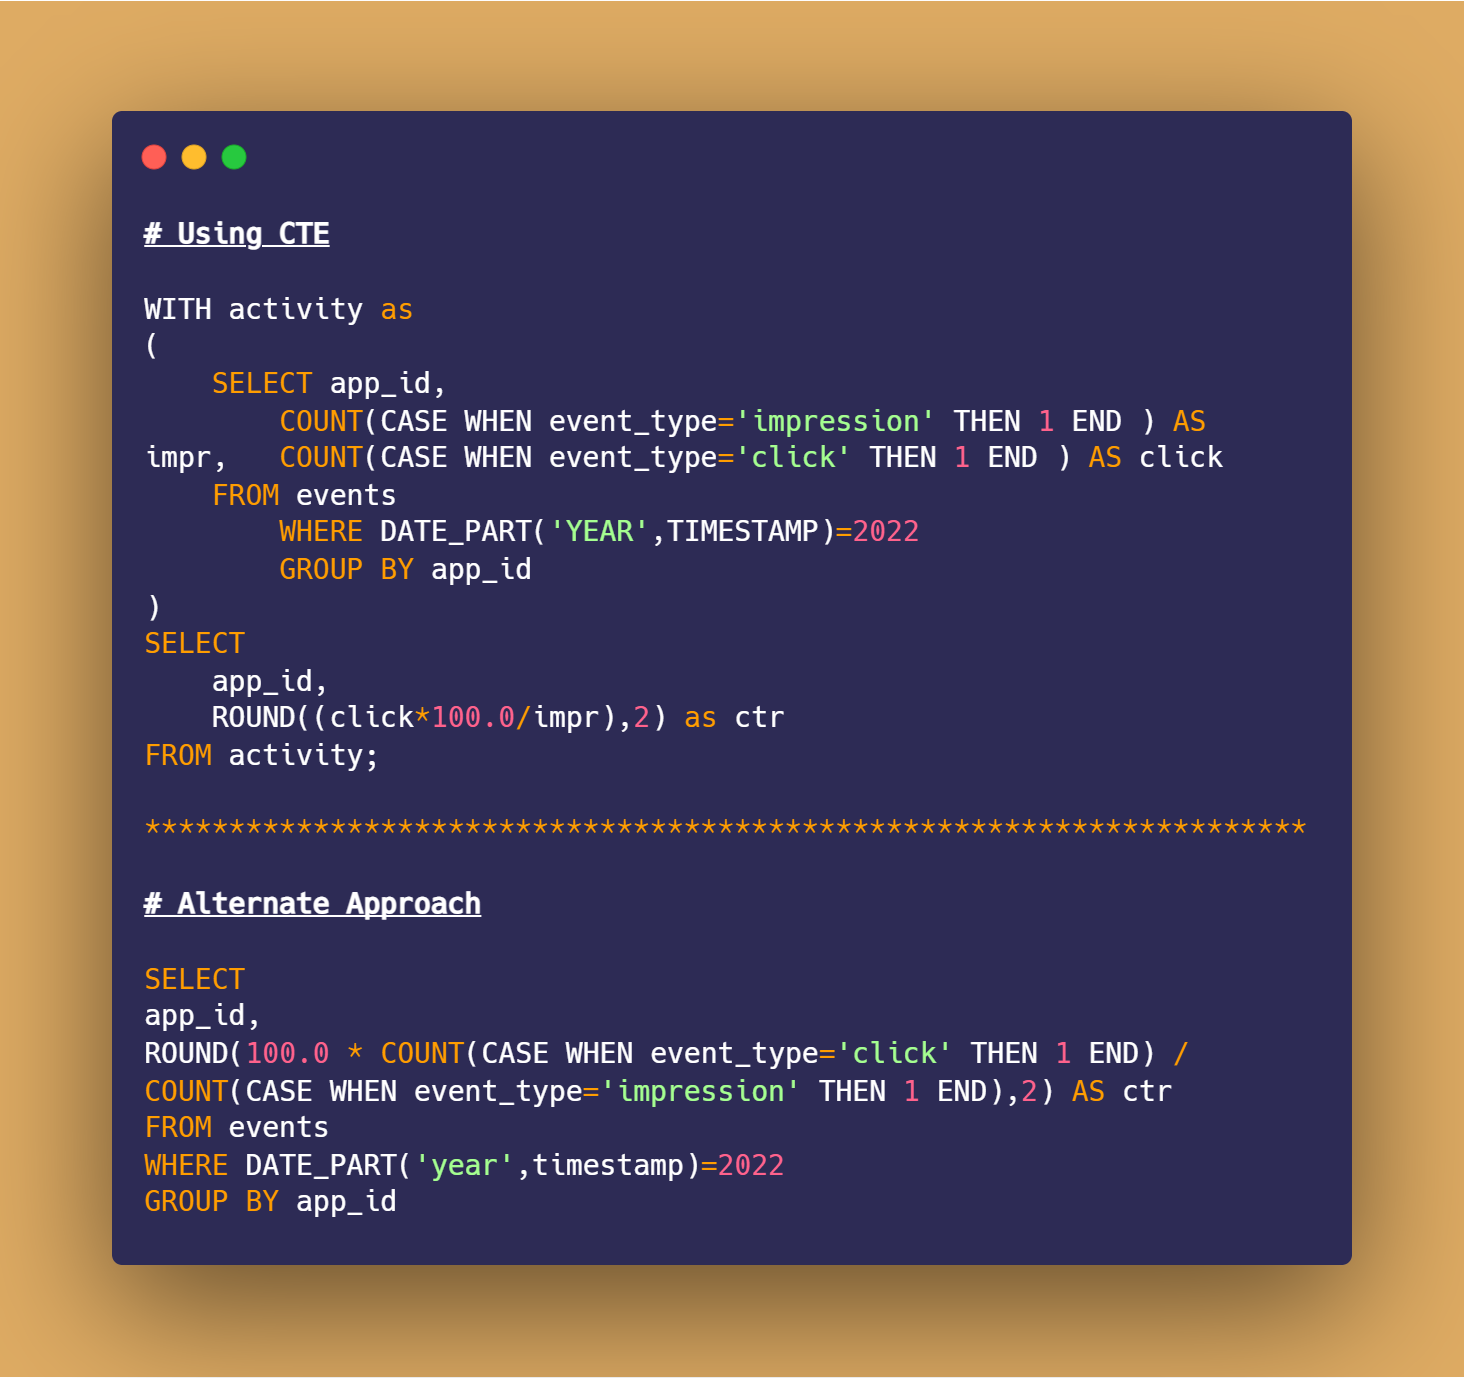 # Using CTE
WITH activity as
(
    SELECT app_id,
        COUNT(CASE WHEN event_type='impression' THEN 1 END ) AS
impr,   COUNT(CASE WHEN event_type='click' THEN 1 END ) AS click
    FROM events
        WHERE DATE_PART('YEAR',TIMESTAMP)=2022
        GROUP BY app_id
)
SELECT
    app_id,
    ROUND((click*100.0/impr),2) as ctr
FROM activity;
*********************************************************************
# Alternate Approach
SELECT
app_id,
ROUND(100.0 * COUNT(CASE WHEN event_type='click' THEN 1 END) /
COUNT(CASE WHEN event_type='impression' THEN 1 END),2) AS ctr
FROM events
WHERE DATE_PART('year',timestamp)=2022
GROUP BY app_id